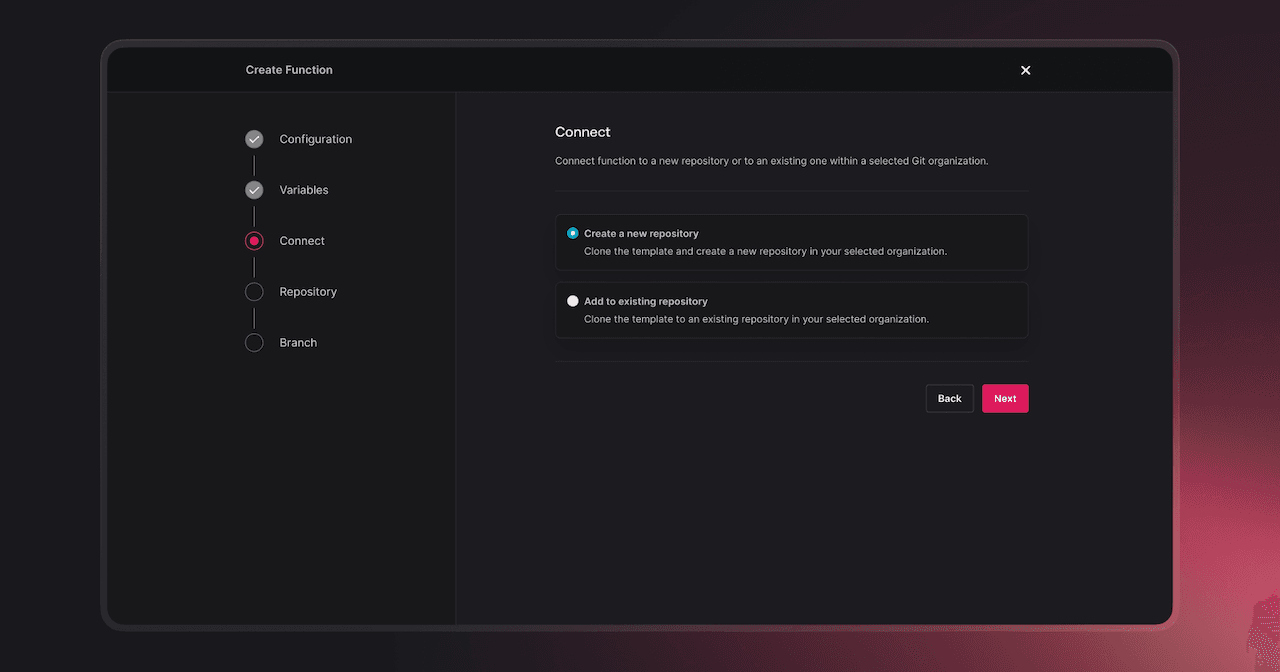 Create Function
Configuration
Variables
Connect
Repository
Branch
Connect
Connect function to a new repository or to an existing one within a selected Git organization.
Create a new repository
Clone the template and create a new repository in your selected organization.
Add to existing repository
Clone the template to an existing repository in your selected organization.
Back
Next